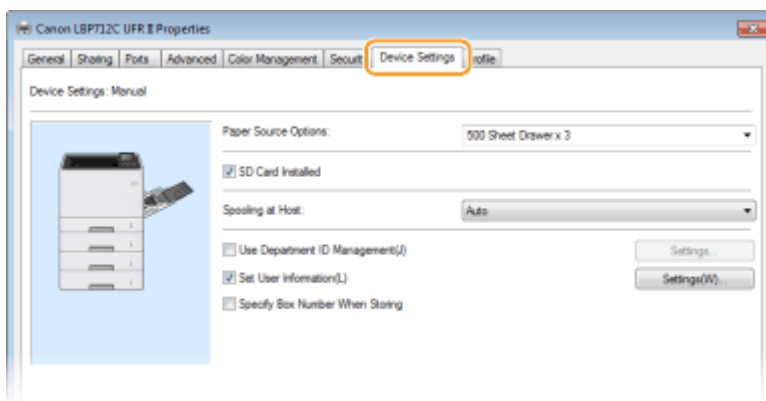 Canon LBP712C UFR II Properties
General Sharing Ports Advanced Color Management Securit Device Settings rofile
Device Settings: Manual
Paper Source Options: 500 Sheet Drawer x 3
SD Card Installed
Spooling at Host: Auto
Use Department ID Management(J) Settings...
Set User Information(L) Settings(W)...
Specify Box Number When Storing